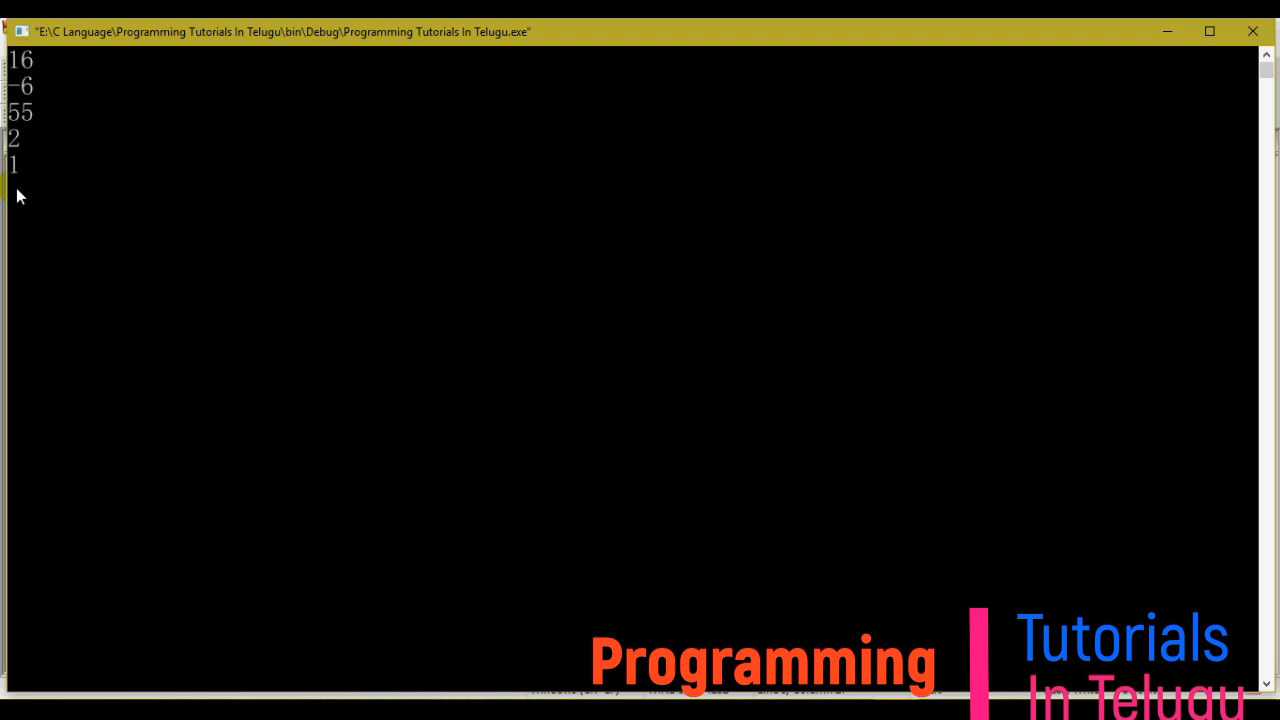 "E:\C Language\Programming Tutorials In Telugu\bin\Debug\Programming Tutorials In Telugu.exe"
16
-6
55
2
1
Programming
Tutorials
In Telugu